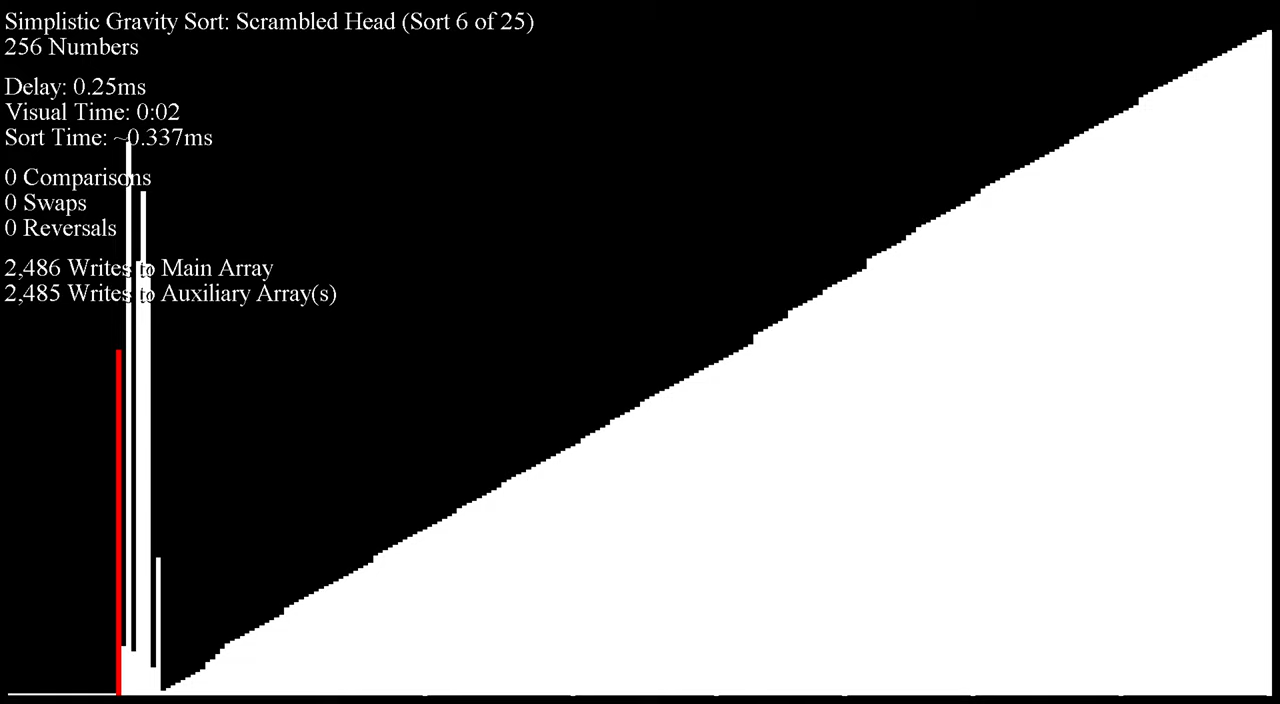 Simplistic Gravity Sort: Scrambled Head (Sort 6 of 25)
256 Numbers
Delay: 0.25ms
Visual Time: 0:02
Sort Time: ~0.337ms
0 Comparisons
0 Swaps
0 Reversals
2,486 Writes to Main Array
2,485 Writes to Auxiliary Array(s)